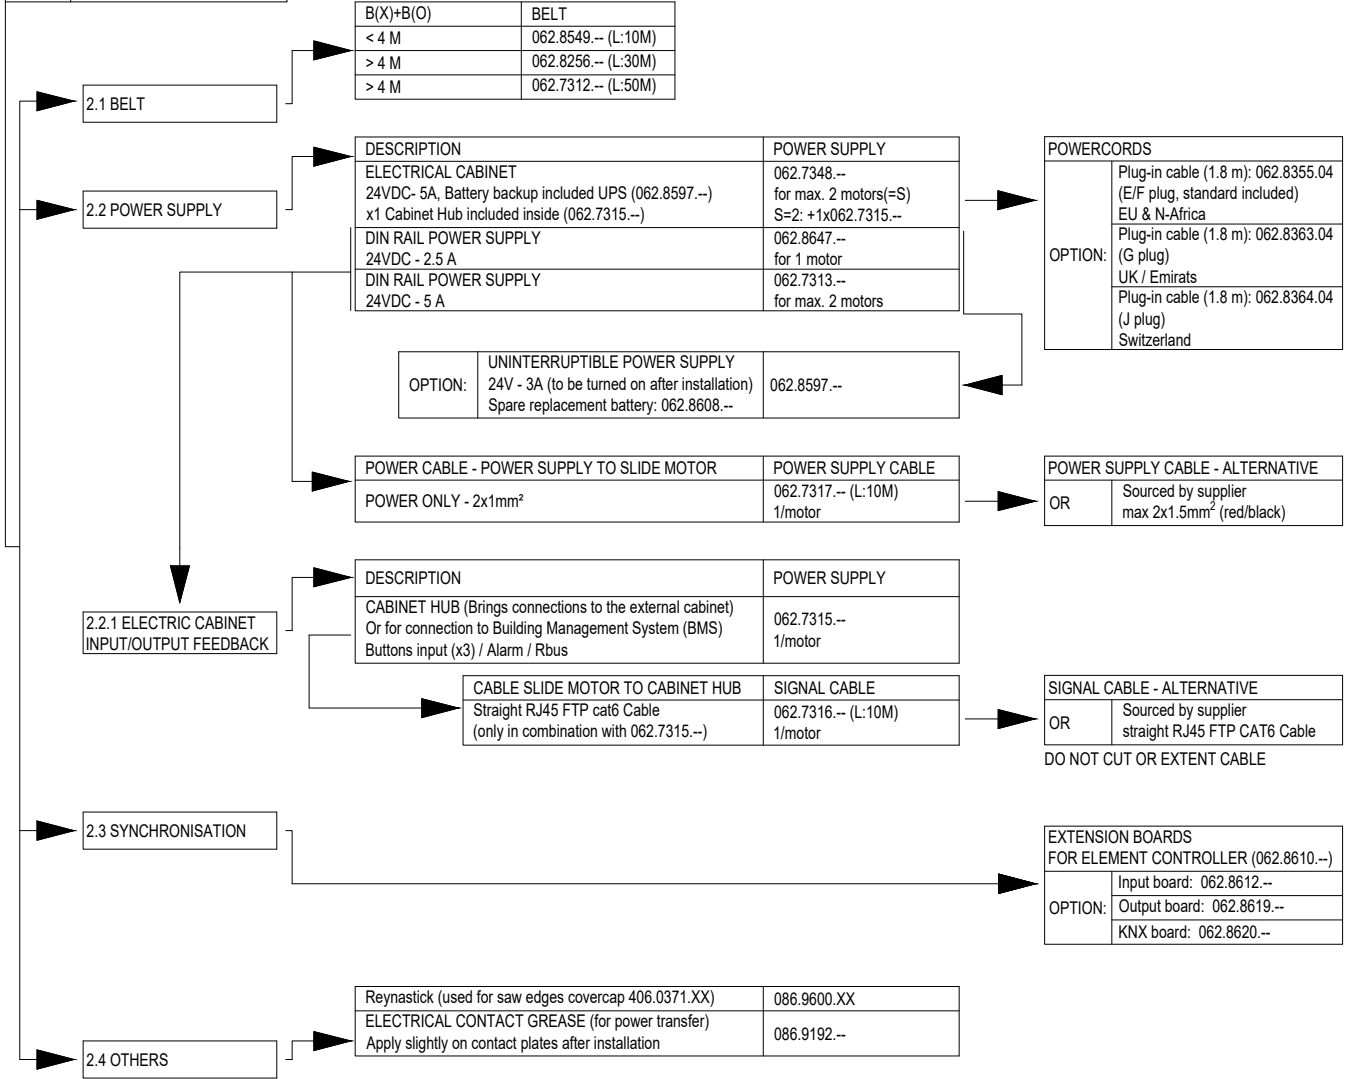 B(X)+B(O) BELT
< 4 M 062.8549.-- (L:10M)
> 4 M 062.8256.-- (L:30M)
> 4 M 062.7312.-- (L:50M)
2.1 BELT
2.2 POWER SUPPLY
DESCRIPTION POWER SUPPLY
ELECTRICAL CABINET 062.7348.--
24VDC- 5A, Battery backup included UPS (062.8597.--) for max. 2 motors(=S)
x1 Cabinet Hub included inside (062.7315.--) S=2: +1x062.7315.--
DIN RAIL POWER SUPPLY 062.8647.--
24VDC - 2.5 A for 1 motor
DIN RAIL POWER SUPPLY 062.7313.--
24VDC - 5 A for max. 2 motors
POWERCORDS
OPTION:
Plug-in cable (1.8 m): 062.8355.04
(E/F plug, standard included)
EU & N-Africa
Plug-in cable (1.8 m): 062.8363.04
(G plug)
UK / Emirats
Plug-in cable (1.8 m): 062.8364.04
(J plug)
Switzerland
OPTION:
UNINTERRUPTIBLE POWER SUPPLY
24V - 3A (to be turned on after installation) 062.8597.--
Spare replacement battery: 062.8608.--
POWER CABLE - POWER SUPPLY TO SLIDE MOTOR POWER SUPPLY CABLE
POWER ONLY - 2x1mm² 062.7317.-- (L:10M)
1/motor
POWER SUPPLY CABLE - ALTERNATIVE
OR Sourced by supplier
max 2x1.5mm² (red/black)
2.2.1 ELECTRIC CABINET
INPUT/OUTPUT FEEDBACK
DESCRIPTION POWER SUPPLY
CABINET HUB (Brings connections to the external cabinet) 062.7315.--
Or for connection to Building Management System (BMS) 1/motor
Buttons input (x3) / Alarm / Rbus
CABLE SLIDE MOTOR TO CABINET HUB SIGNAL CABLE
Straight RJ45 FTP cat6 Cable 062.7316.-- (L:10M)
(only in combination with 062.7315.--) 1/motor
SIGNAL CABLE - ALTERNATIVE
OR Sourced by supplier
straight RJ45 FTP CAT6 Cable
DO NOT CUT OR EXTENT CABLE
2.3 SYNCHRONISATION
EXTENSION BOARDS
FOR ELEMENT CONTROLLER (062.8610.--)
OPTION:
Input board: 062.8612.--
Output board: 062.8619.--
KNX board: 062.8620.--
2.4 OTHERS
Reynastick (used for saw edges covercap 406.0371.XX) 086.9600.XX
ELECTRICAL CONTACT GREASE (for power transfer) 086.9192.--
Apply slightly on contact plates after installation